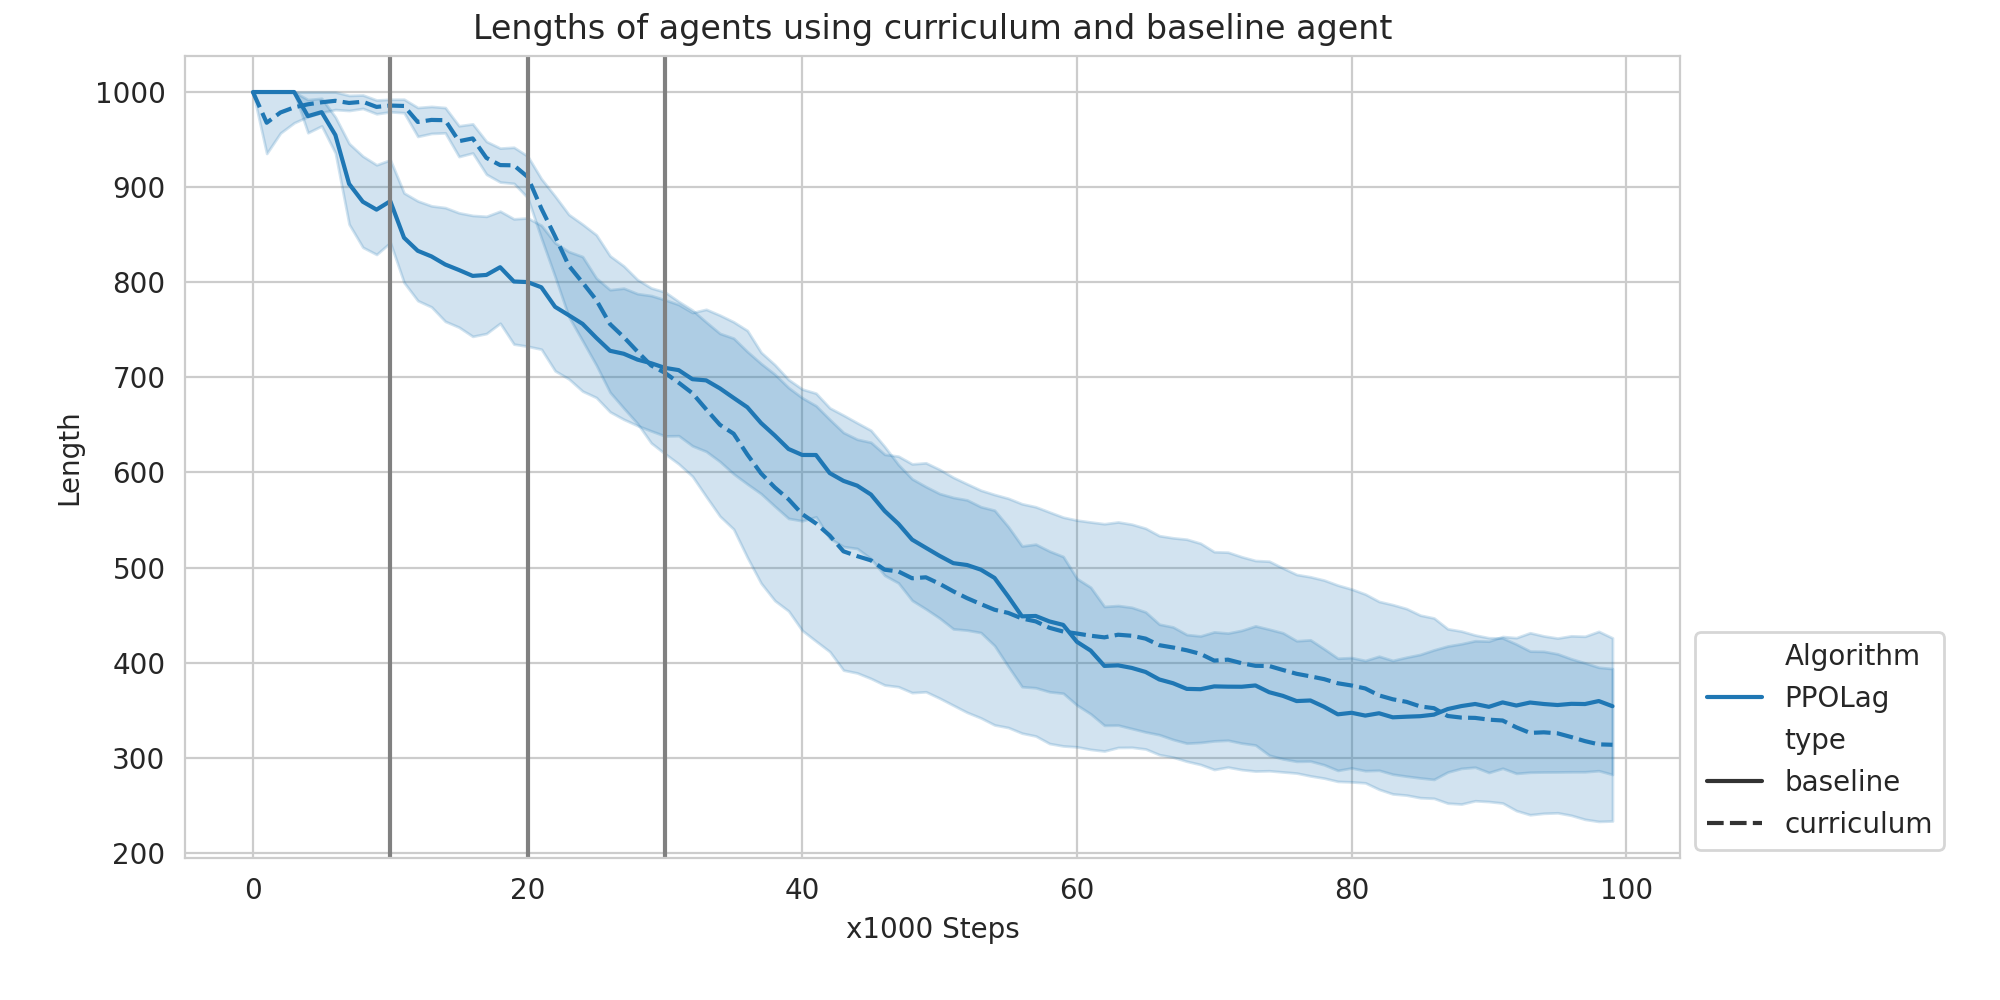 Lengths of agents using curriculum and baseline agent
1000
900
800
700
600
500
400
300
200
Length
0 20 40 60 80 100
x1000 Steps
Algorithm
PPOLag
type
baseline
curriculum